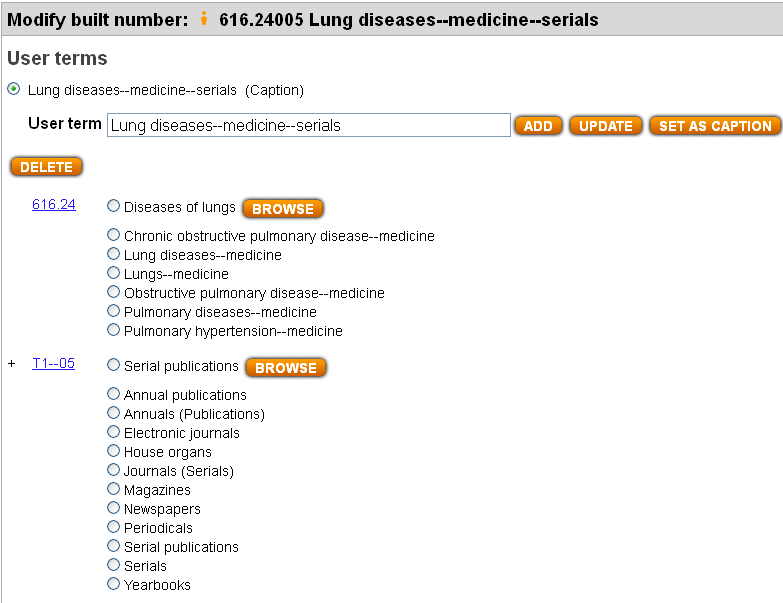 Modify built number: 616.24005 Lung diseases--medicine--serials
User terms
Lung diseases--medicine--serials (Caption)
User term Lung diseases--medicine--serials ADD UPDATE SET AS CAPTION
DELETE
616.24 Diseases of lungs BROWSE
Chronic obstructive pulmonary disease--medicine
Lung diseases--medicine
Lungs--medicine
Obstructive pulmonary disease--medicine
Pulmonary diseases--medicine
Pulmonary hypertension--medicine
+ T1--05 Serial publications BROWSE
Annual publications
Annuals (Publications)
Electronic journals
House organs
Journals (Serials)
Magazines
Newspapers
Periodicals
Serial publications
Serials
Yearbooks